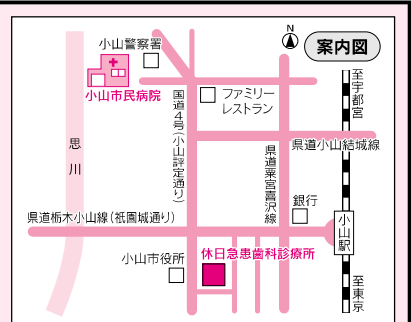 N
案内図
小山警察署
小山市民病院
ファミリー
レストラン
至宇都宮
国道4号(小山評定通り)
思川
県道小山結城線
県道粟宮喜沢線
銀行
県道栃木小山線(祇園城通り)
小山駅
小山市役所
休日急患歯科診療所
至東京